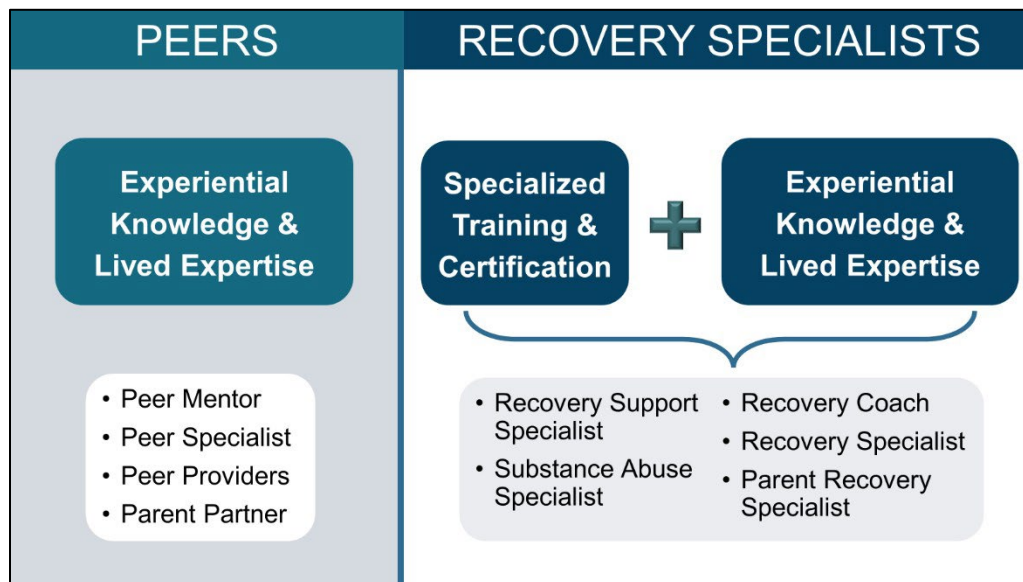 PEERS
Experiential
Knowledge &
Lived Expertise
• Peer Mentor
• Peer Specialist
• Peer Providers
• Parent Partner
RECOVERY SPECIALISTS
Specialized
Training &
Certification
Experiential
Knowledge &
Lived Expertise
• Recovery Support
Specialist
• Substance Abuse
Specialist
• Recovery Coach
• Recovery Specialist
• Parent Recovery
Specialist